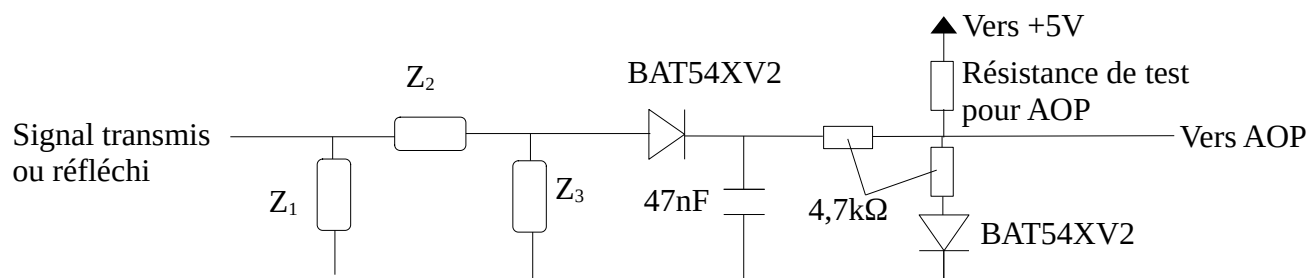 Vers +5V
Z2
BAT54XV2
Résistance de test
pour AOP
Signal transmis
ou réfléchi
Vers AOP
Z1
Z3
47nF
4,7kΩ
BAT54XV2